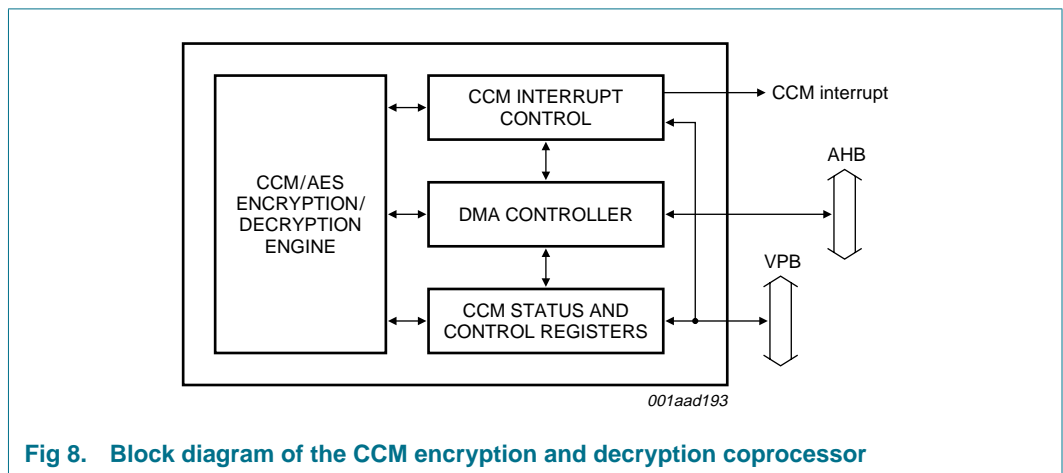 CCM/AES
ENCRYPTION/
DECRYPTION
ENGINE
CCM INTERRUPT
CONTROL
DMA CONTROLLER
CCM STATUS AND
CONTROL REGISTERS
CCM interrupt
AHB
VPB
001aad193
Fig 8. Block diagram of the CCM encryption and decryption coprocessor